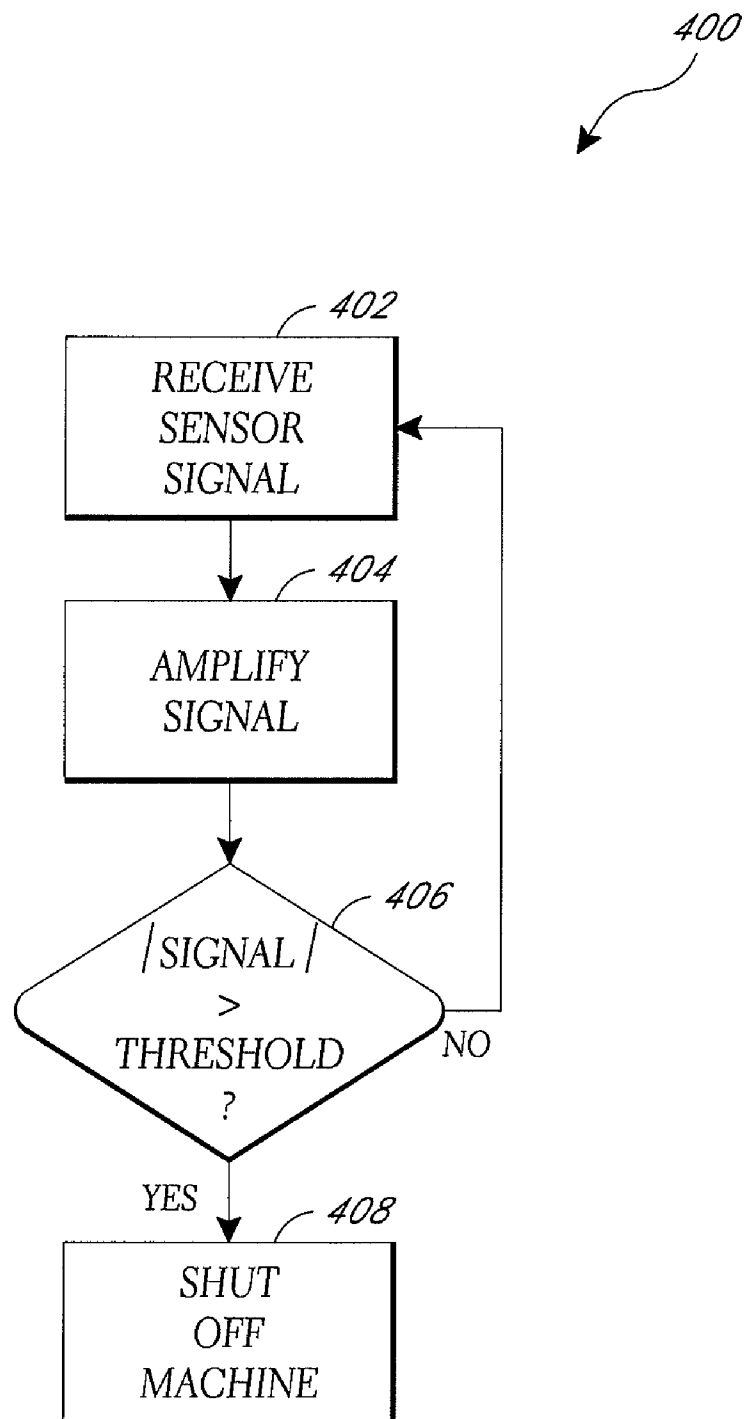 400
402
RECEIVE
SENSOR
SIGNAL
404
AMPLIFY
SIGNAL
406
/SIGNAL/
>
THRESHOLD
?
NO
YES
408
SHUT
OFF
MACHINE